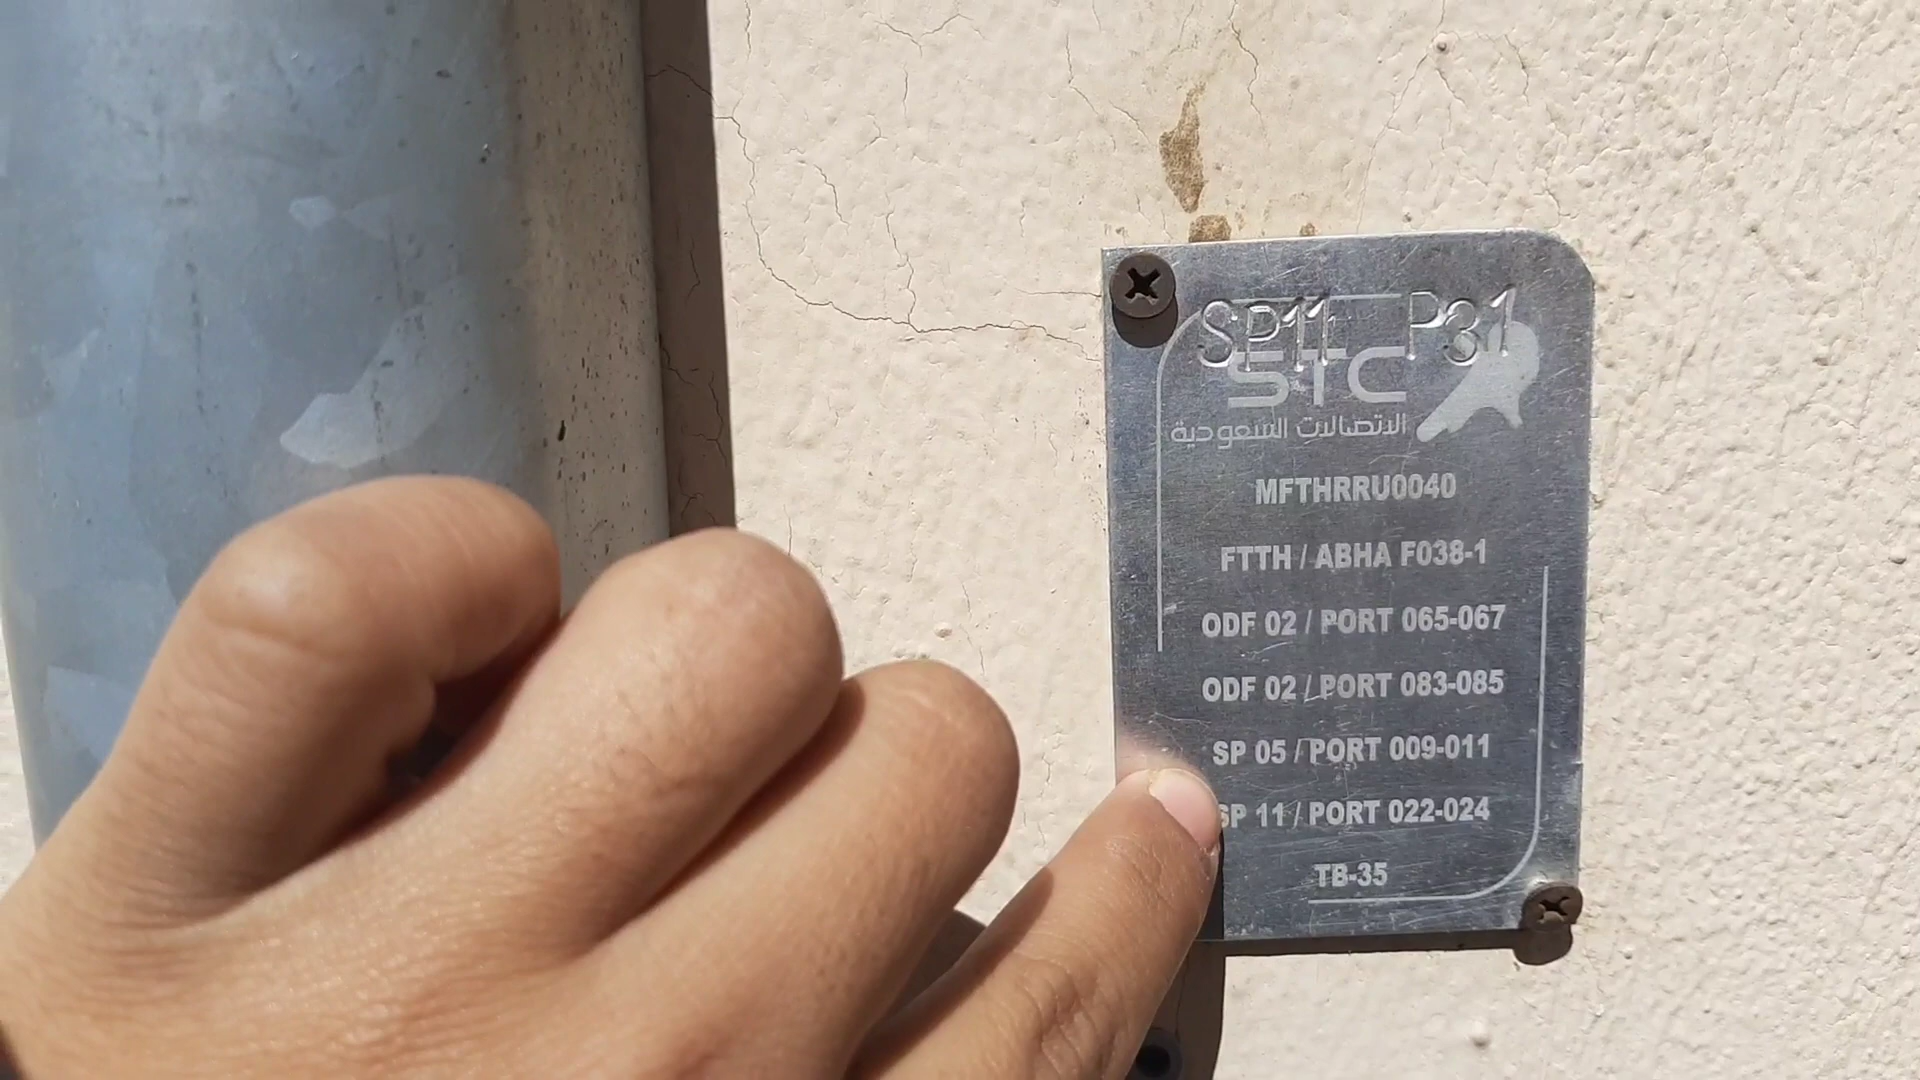 SP11 P31
STC
الاتصالات السعودية
MFTHRRU0040
FTTH / ABHA F038-1
ODF 02 / PORT 065-067
ODF 02 / PORT 083-085
SP 05 / PORT 009-011
SP 11 / PORT 022-024
TB-35